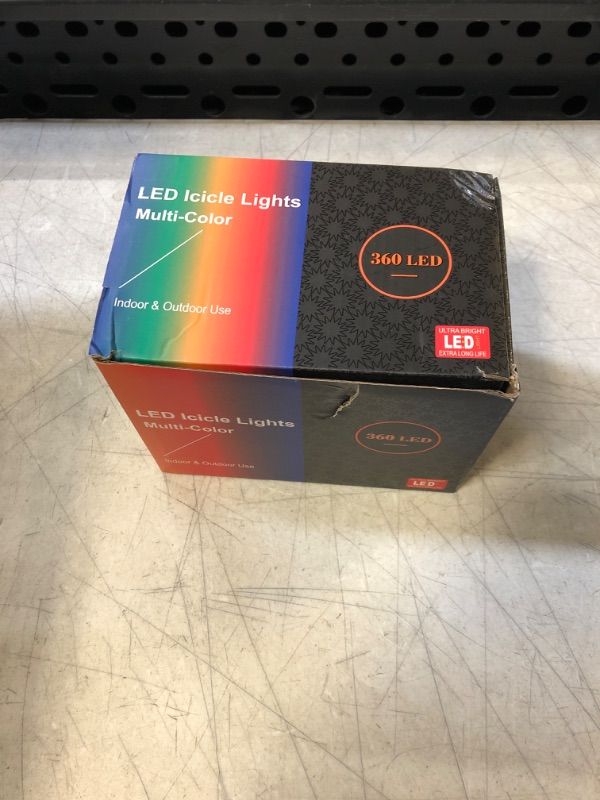 LED Icicle Lights
Multi-Color
Indoor & Outdoor Use
360 LED
ULTRA BRIGHT
LED
LIGHT
EXTRA LONG LIFE
LED Icicle Lights
Multi-Color
Indoor & Outdoor Use
360 LED
LED